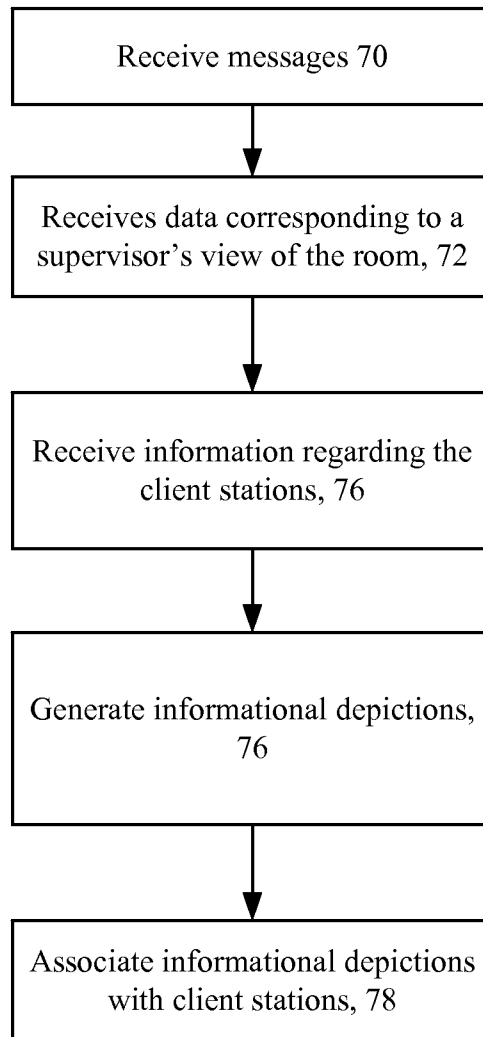 Receive messages 70
Receives data corresponding to a
supervisor's view of the room, 72
Receive information regarding the
client stations, 76
Generate informational depictions,
76
Associate informational depictions
with client stations, 78